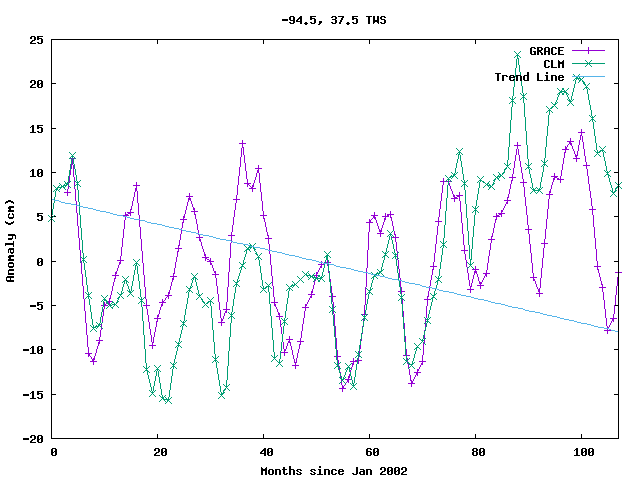 -94.5, 37.5 TWS
GRACE
CLM
Trend Line
25
20
15
10
5
0
-5
-10
-15
-20
Anomaly (cm)
0 20 40 60 80 100
Months since Jan 2002